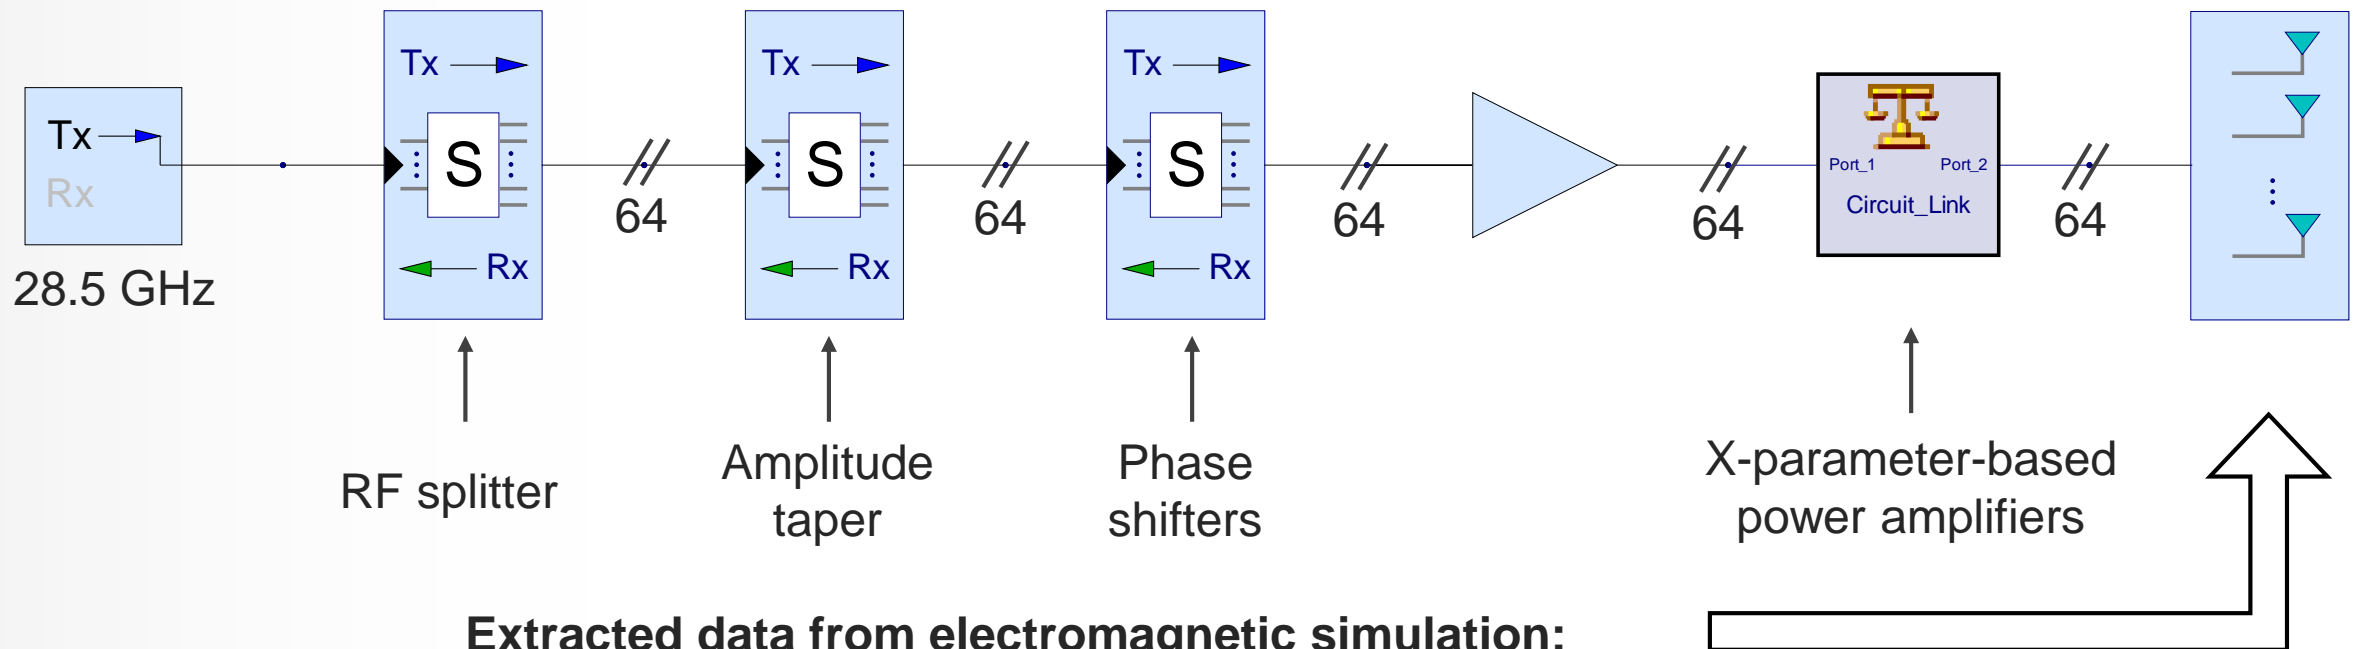 Tx
Rx
28.5 GHz
Tx
S
Rx
64
Tx
S
Rx
64
Tx
S
Rx
64
64
Port_1
Port_2
Circuit_Link
64
RF splitter
Amplitude
taper
Phase
shifters
X-parameter-based
power amplifiers
Extracted data from electromagnetic simulation: